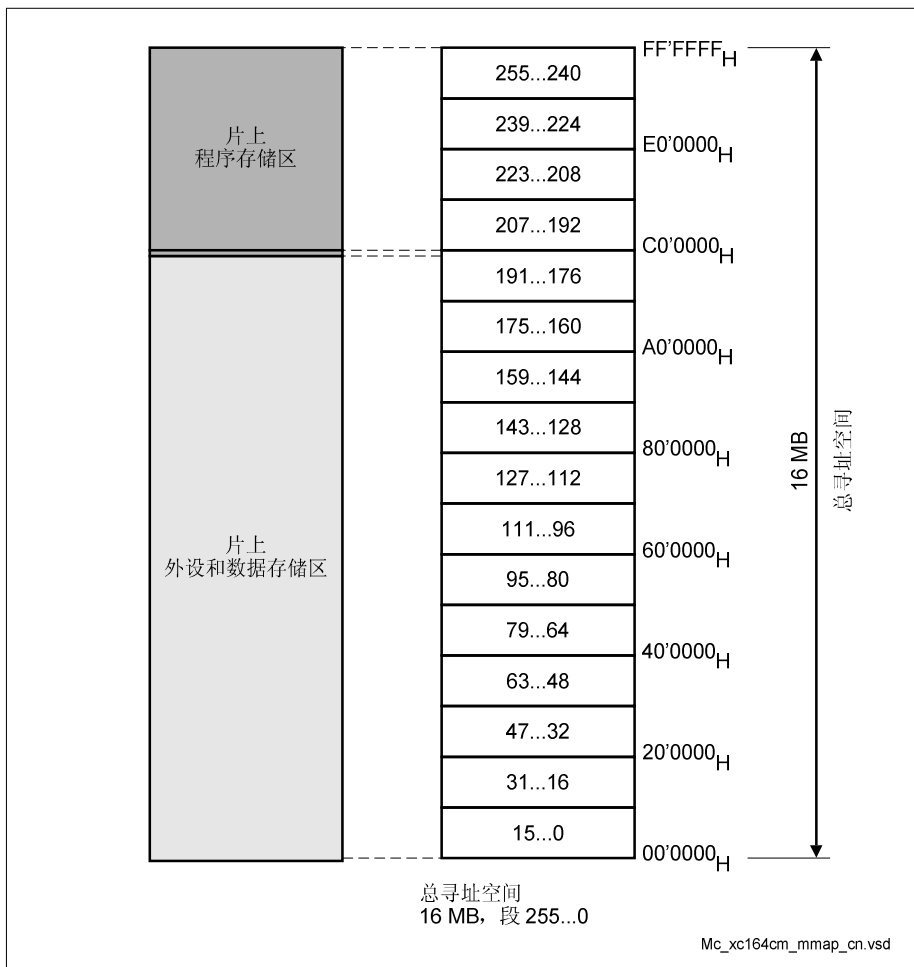 片上
程序存储区
片上
外设和数据存储区
255...240
239...224
223...208
207...192
191...176
175...160
159...144
143...128
127...112
111...96
95...80
79...64
63...48
47...32
31...16
15...0
FF'FFFFH
E0'0000H
C0'0000H
A0'0000H
80'0000H
60'0000H
40'0000H
20'0000H
00'0000H
16 MB
总寻址空间
总寻址空间
16 MB，段 255...0
Mc_xc164cm_mmap_cn.vsd